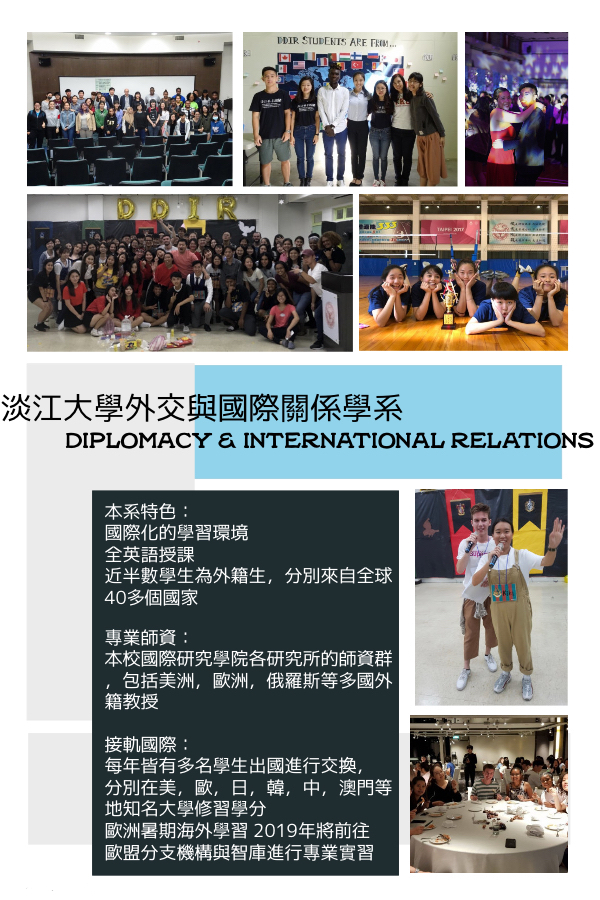 DDIR STUDENTS ARE FROM...
DDIR
TAIPEI 2017
淡江大學外交與國際關係學系
DIPLOMACY & INTERNATIONAL RELATIONS
本系特色：
國際化的學習環境
全英語授課
近半數學生為外籍生，分別來自全球
40多個國家
專業師資：
本校國際研究學院各研究所的師資群
，包括美洲，歐洲，俄羅斯等多國外
籍教授
接軌國際：
每年皆有多名學生出國進行交換，
分別在美，歐，日，韓，中，澳門等
地知名大學修習學分
歐洲暑期海外學習 2019年將前往
歐盟分支機構與智庫進行專業實習